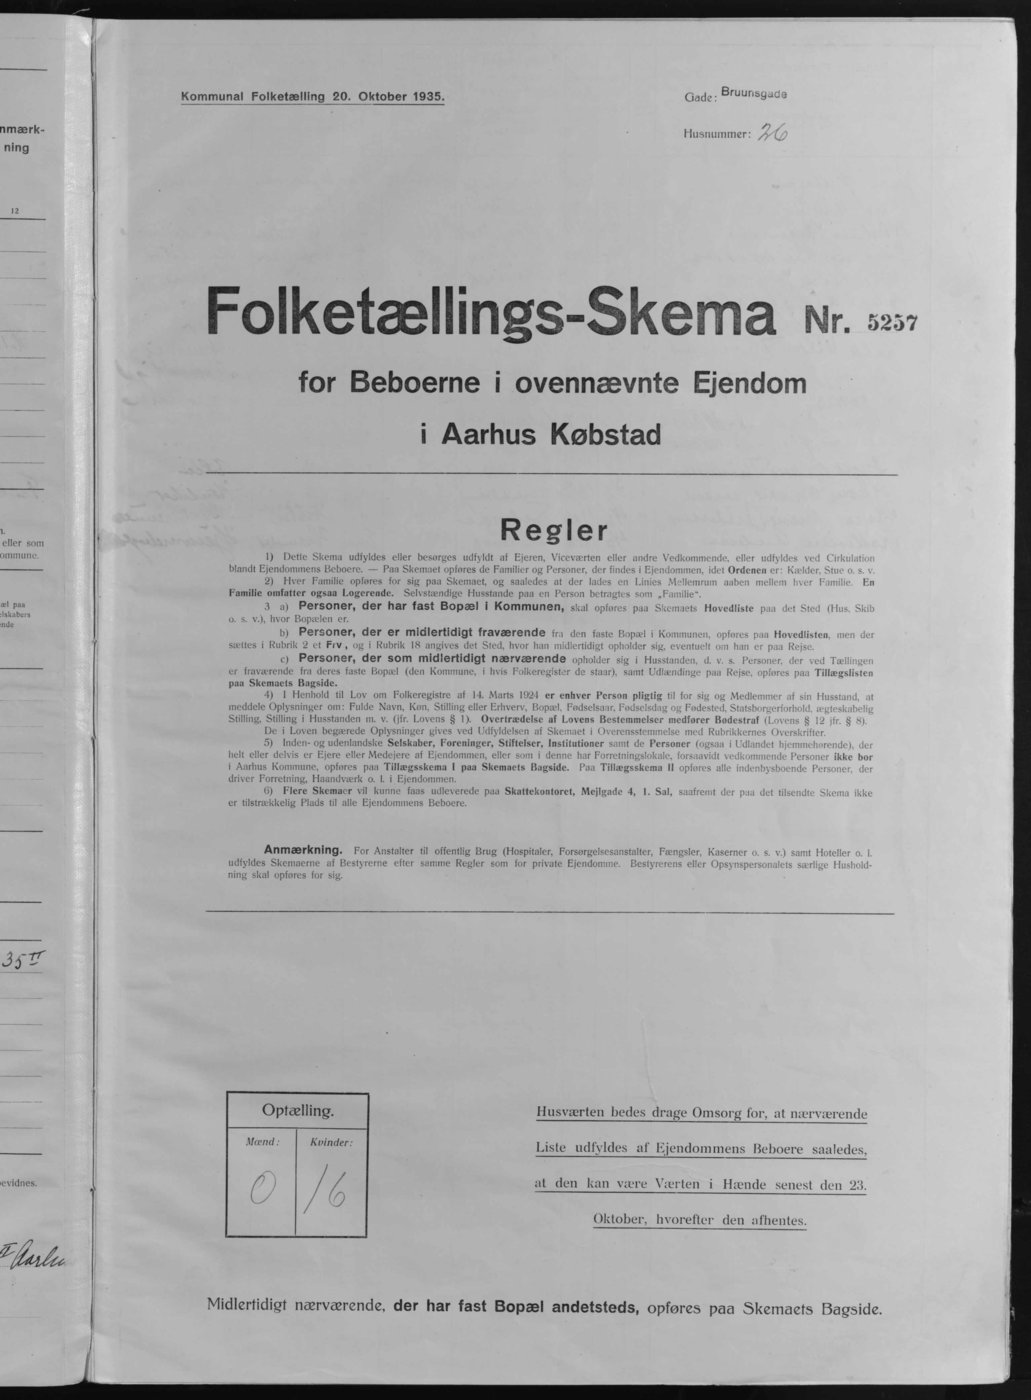 nmærk-
ning
12
eller som
ommune.
æl paa
elskabers
ende
35 II
evidnes.
Kommunal Folketælling 20. Oktober 1935.
Gade: Bruunsgade
Husnummer: 26
Folketællings-Skema Nr. 5257
for Beboerne i ovennævnte Ejendom
i Aarhus Købstad
Regler
1) Dette Skema udfyldes eller besørges udfyldt af Ejeren, Viceværten eller andre Vedkommende, eller udfyldes ved Cirkulation
blandt Ejendommens Beboere. — Paa Skemaet opføres de Familier og Personer, der findes i Ejendommen, idet Ordenen er: Kælder, Stue o. s. v.
2) Hver Familie opføres for sig paa Skemaet, og saaledes at der lades en Linies Mellemrum aaben mellem hver Familie. En
Familie omfatter ogsaa Logerende. Selvstændige Husstande paa en Person betragtes som „Familie“.
3 a) Personer, der har fast Bopæl i Kommunen, skal opføres paa Skemaets Hovedliste paa det Sted (Hus, Skib
o. s. v.), hvor Bopælen er.
b) Personer, der er midlertidigt fraværende fra den faste Bopæl i Kommunen, opføres paa Hovedlisten, men der
sættes i Rubrik 2 et Frv, og i Rubrik 18 angives det Sted, hvor han midlertidigt opholder sig, eventuelt om han er paa Rejse.
c) Personer, der som midlertidigt nærværende opholder sig i Husstanden, d. v. s. Personer, der ved Tællingen
er fraværende fra deres faste Bopæl (den Kommune, i hvis Folkeregister de staar), samt Udlændinge paa Rejse, opføres paa Tillægslisten
paa Skemaets Bagside.
4) I Henhold til Lov om Folkeregistre af 14. Marts 1924 er enhver Person pligtig til for sig og Medlemmer af sin Husstand, at
meddele Oplysninger om: Fulde Navn, Køn, Stilling eller Erhverv, Bopæl, Fødselsaar, Fødselsdag og Fødested, Statsborgerforhold, ægteskabelig
Stilling, Stilling i Husstanden m. v. (jfr. Lovens § 1). Overtrædelse af Lovens Bestemmelser medfører Bødestraf (Lovens § 12 jfr. § 8).
De i Loven begærede Oplysninger gives ved Udfyldelsen af Skemaet i Overensstemmelse med Rubrikkernes Overskrifter.
5) Inden- og udenlandske Selskaber, Foreninger, Stiftelser, Institutioner samt de Personer (ogsaa i Udlandet hjemmehørende), der
helt eller delvis er Ejere eller Medejere af Ejendommen, eller som i denne har Forretningslokale, forsaavidt vedkommende Personer ikke bor
i Aarhus Kommune, opføres paa Tillægsskema I paa Skemaets Bagside. Paa Tillægsskema II opføres alle indenbysboende Personer, der
driver Forretning, Haandværk o. l. i Ejendommen.
6) Flere Skemaer vil kunne faas udleverede paa Skattekontoret, Mejlgade 4, 1. Sal, saafremt der paa det tilsendte Skema ikke
er tilstrækkelig Plads til alle Ejendommens Beboere.
Anmærkning. For Anstalter til offentlig Brug (Hospitaler, Forsørgelsesanstalter, Fængsler, Kaserner o. s. v.) samt Hoteller o. l.
udfyldes Skemaerne af Bestyrerne efter samme Regler som for private Ejendomme. Bestyrerens eller Opsynspersonalets særlige Hushold-
ning skal opføres for sig.
Optælling.
Mænd: Kvinder:
0 16
Husværten bedes drage Omsorg for, at nærværende
Liste udfyldes af Ejendommens Beboere saaledes,
at den kan være Værten i Hænde senest den 23.
Oktober, hvorefter den afhentes.
Midlertidigt nærværende, der har fast Bopæl andetsteds, opføres paa Skemaets Bagside.